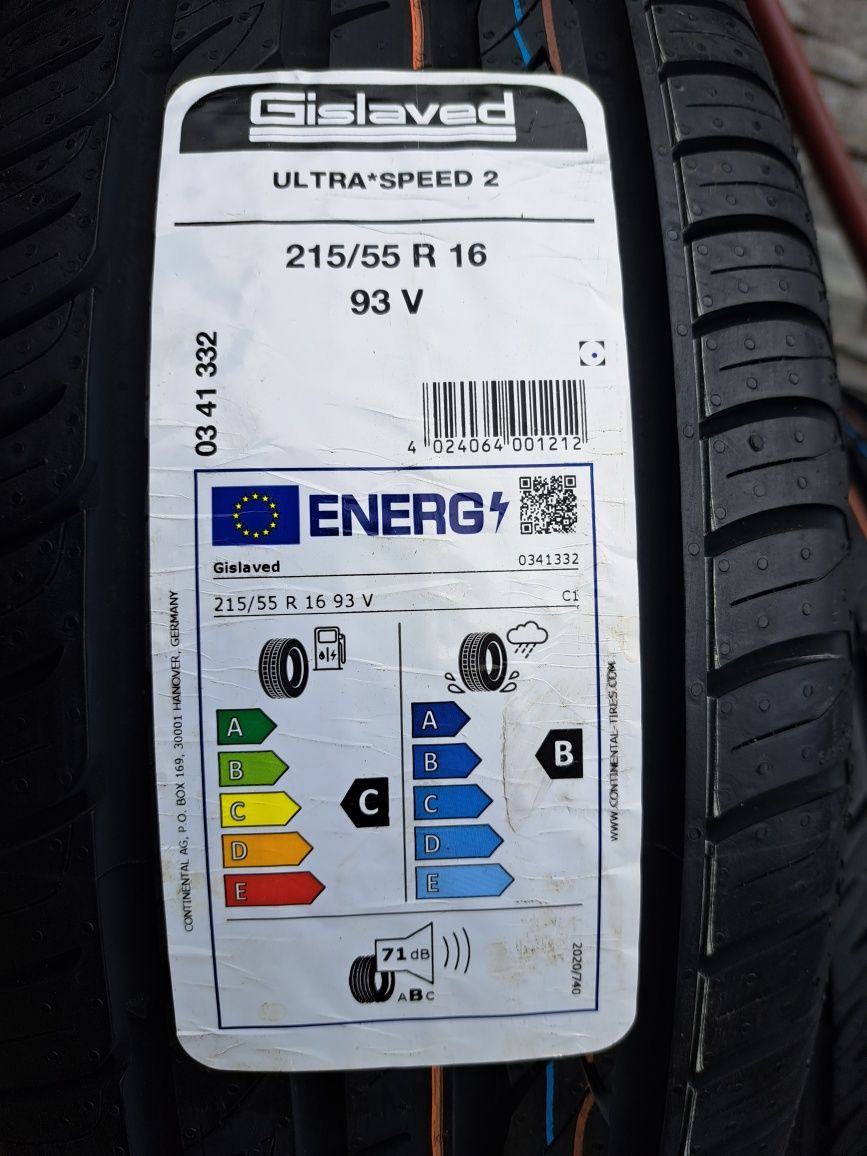 Gislaved
ULTRA*SPEED 2
215/55 R 16
93 V
03 41 332
4 024064 001212
ENERG
Gislaved 0341332
215/55 R 16 93 V C1
A
B
C
D
E
C
A
B
C
D
E
B
71 dB
ABC
2020/740
CONTINENTAL AG, P.O. BOX 169, 30001 HANOVER, GERMANY
WWW.CONTINENTAL-TIRES.COM